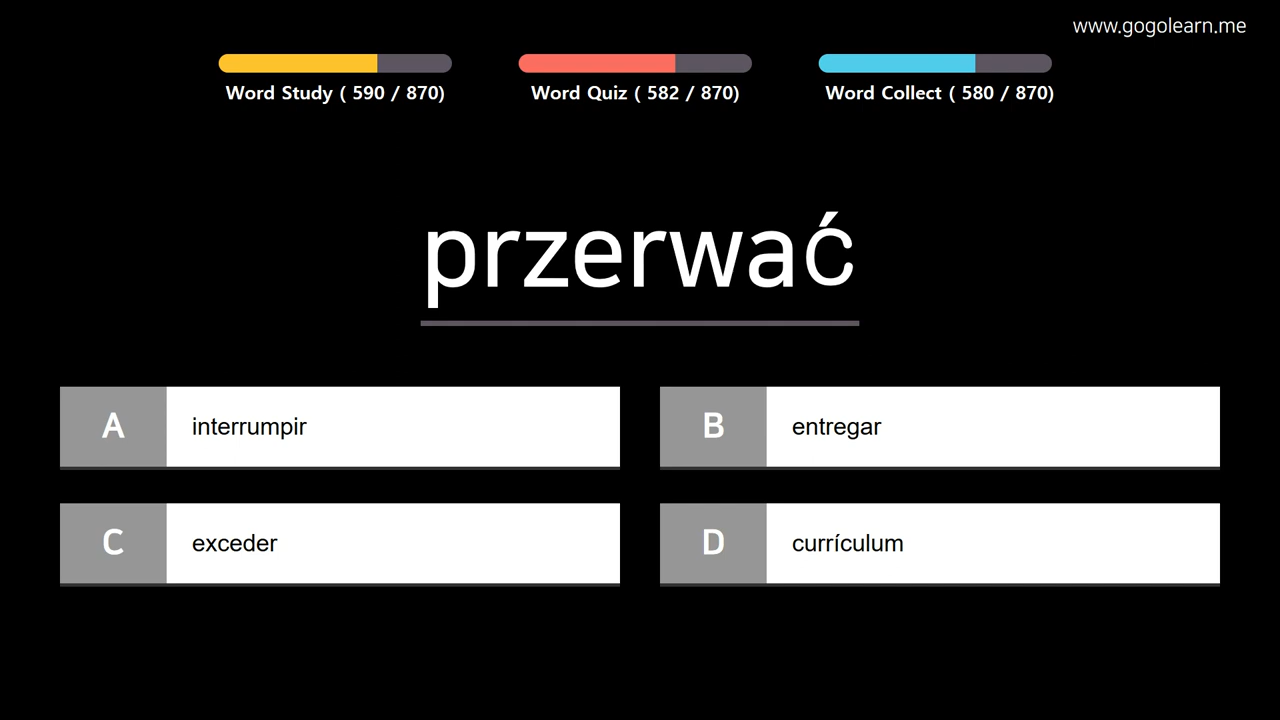 www.gogolearn.me
Word Study ( 590 / 870)
Word Quiz ( 582 / 870)
Word Collect ( 580 / 870)
przerwać
A
interrumpir
B
entregar
C
exceder
D
currículum